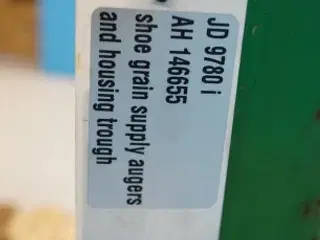 JD 9780 i
AH 146655
shoe grain supply augers
and housing trough